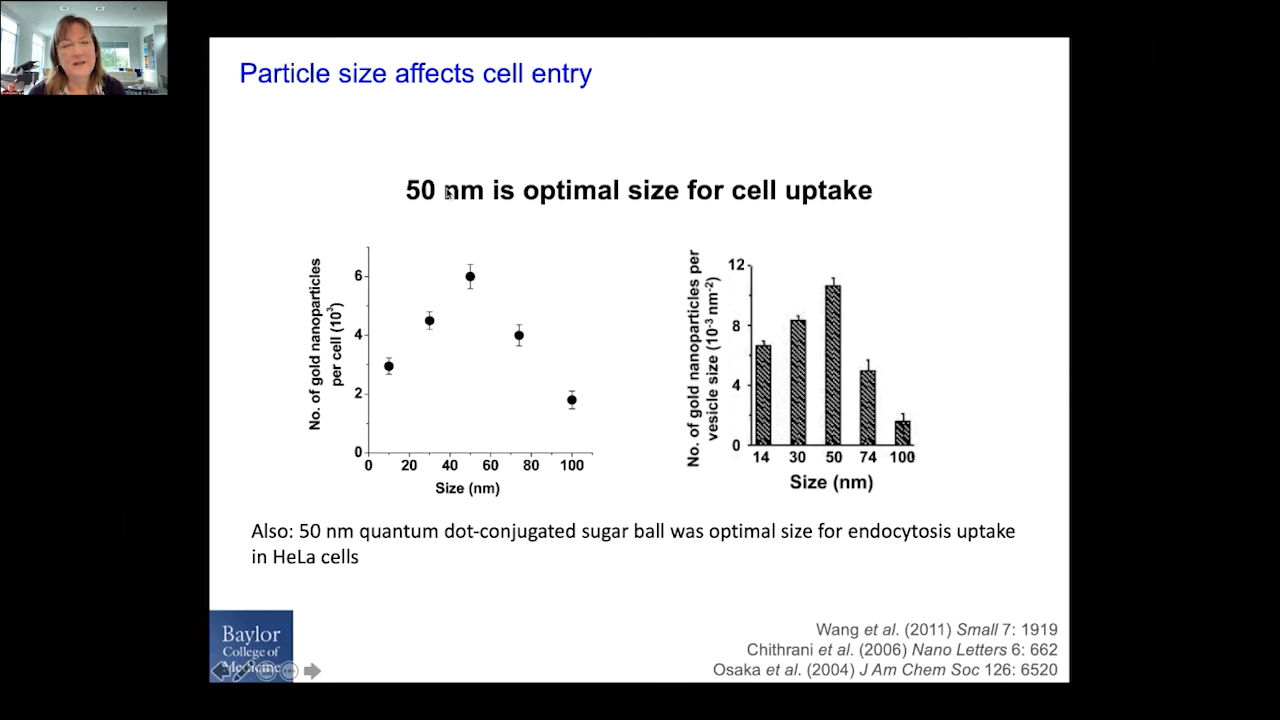 Particle size affects cell entry
50 nm is optimal size for cell uptake
No. of gold nanoparticles
per cell (10³)
6
4
2
0
0 20 40 60 80 100
Size (nm)
No. of gold nanoparticles per
vesicle size (10⁻³ nm⁻²)
12
8
4
0
14 30 50 74 100
Size (nm)
Also: 50 nm quantum dot-conjugated sugar ball was optimal size for endocytosis uptake
in HeLa cells
Baylor
College of
Medicine
Wang et al. (2011) Small 7: 1919
Chithrani et al. (2006) Nano Letters 6: 662
Osaka et al. (2004) J Am Chem Soc 126: 6520